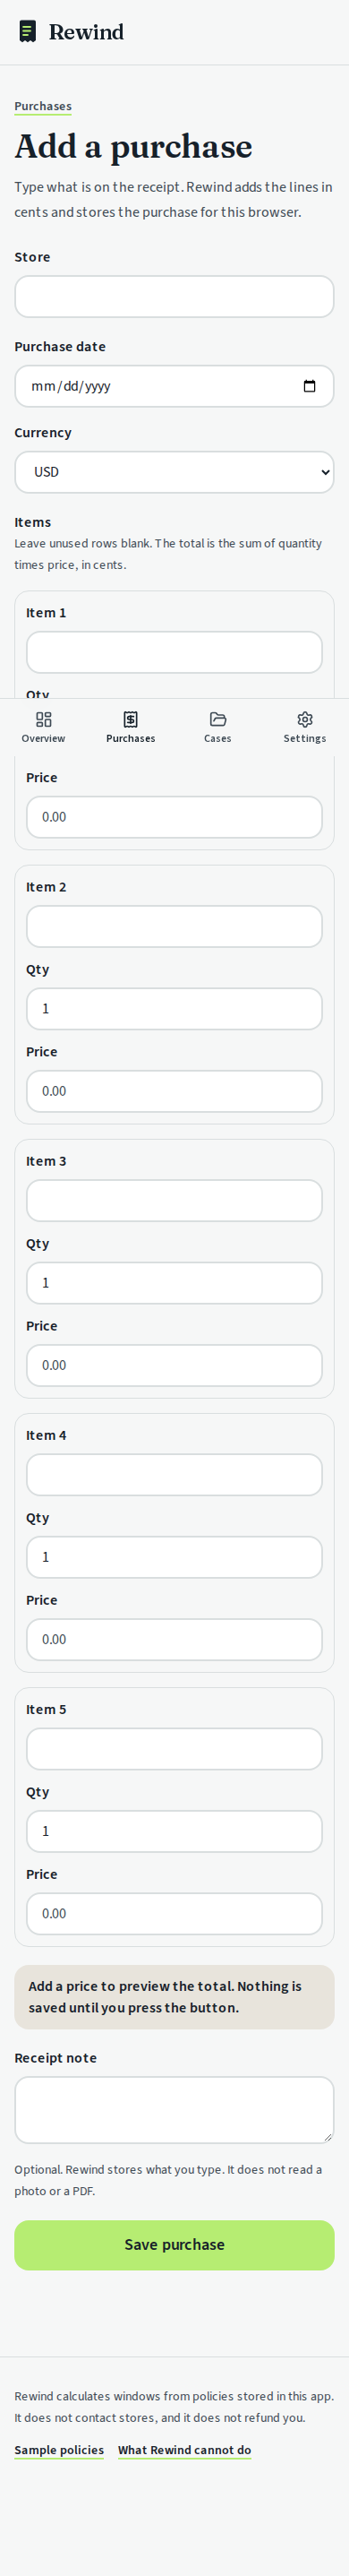 Rewind
Purchases
Add a purchase
Type what is on the receipt. Rewind adds the lines in
cents and stores the purchase for this browser.
Store
Purchase date
mm/dd/yyyy
Currency
USD
Items
Leave unused rows blank. The total is the sum of quantity
times price, in cents.
Item 1
Qty
Overview Purchases Cases Settings
Price
0.00
Item 2
Qty
1
Price
0.00
Item 3
Qty
1
Price
0.00
Item 4
Qty
1
Price
0.00
Item 5
Qty
1
Price
0.00
Add a price to preview the total. Nothing is
saved until you press the button.
Receipt note
Optional. Rewind stores what you type. It does not read a
photo or a PDF.
Save purchase
Rewind calculates windows from policies stored in this app.
It does not contact stores, and it does not refund you.
Sample policies What Rewind cannot do